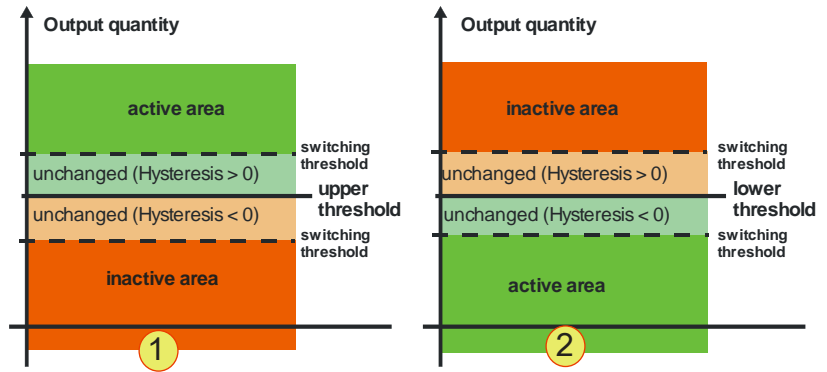 Output quantity
active area
switching
threshold
unchanged (Hysteresis > 0)
upper
threshold
unchanged (Hysteresis < 0)
switching
threshold
inactive area
1
Output quantity
inactive area
switching
threshold
unchanged (Hysteresis > 0)
lower
threshold
unchanged (Hysteresis < 0)
switching
threshold
active area
2